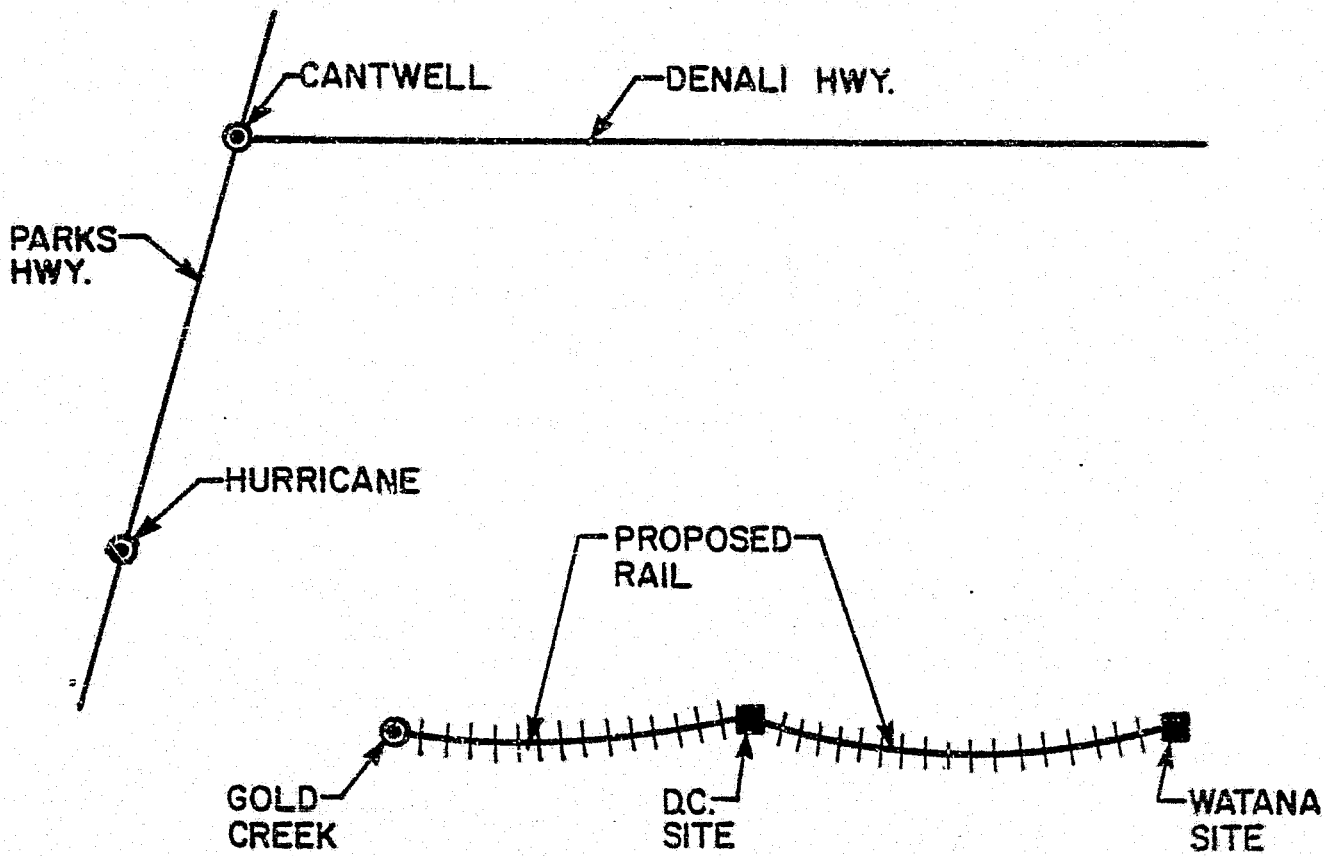 CANTWELL
DENALI HWY.
PARKS
HWY.
HURRICANE
PROPOSED
RAIL
GOLD
CREEK
D.C.
SITE
WATANA
SITE